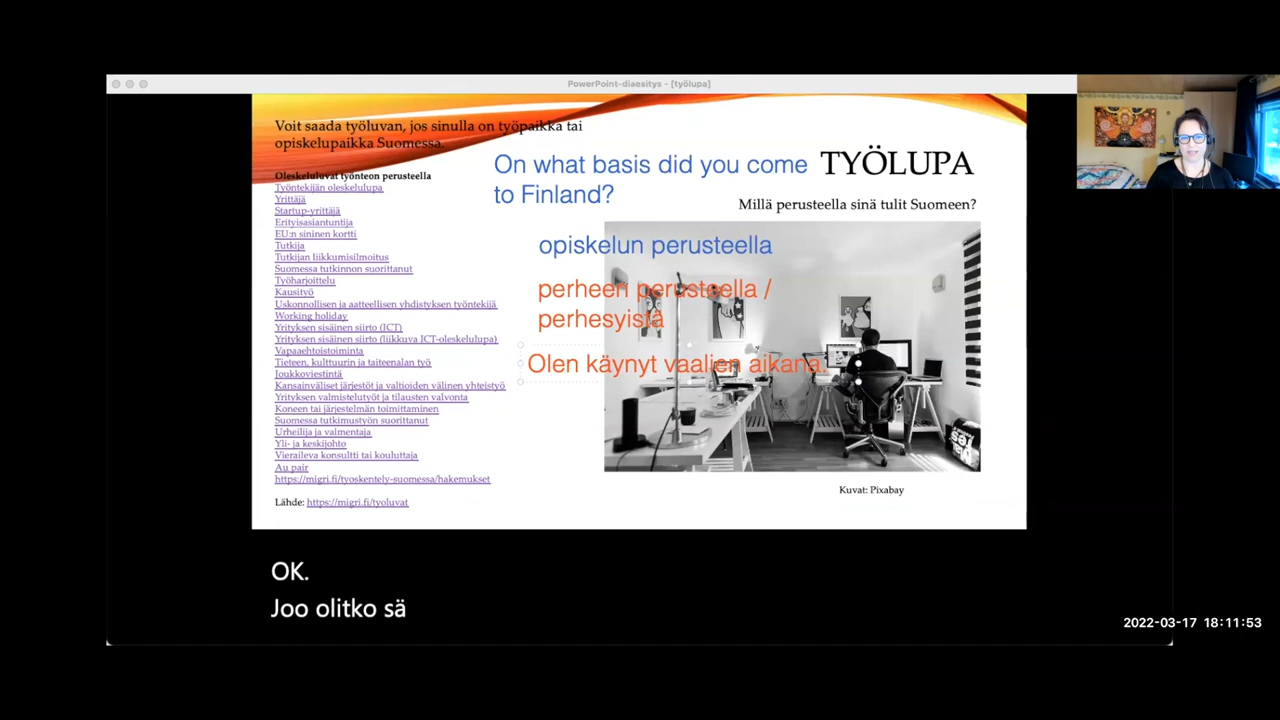 PowerPoint-diaesitys - [työlupa]
Voit saada työluvan, jos sinulla on työpaikka tai
opiskelupaikka Suomessa.
Oleskeluluvat työnteon perusteella
Työntekijän oleskelulupa
Yrittäjä
Startup-yrittäjä
Erityisasiantuntija
EU:n sininen kortti
Tutkija
Tutkijan liikkumisilmoitus
Suomessa tutkinnon suorittanut
Työharjoittelu
Kausityö
Uskonnollisen ja aatteellisen yhdistyksen työntekijä
Working holiday
Yrityksen sisäinen siirto (ICT)
Yrityksen sisäinen siirto (liikkuva ICT-oleskelulupa)
Vapaaehtoistoiminta
Tieteen, kulttuurin ja taiteenalan työ
Joukkoviestintä
Kansainväliset järjestöt ja valtioiden välinen yhteistyö
Yrityksen valmistelutyöt ja tilausten valvonta
Koneen tai järjestelmän toimittaminen
Suomessa tutkimustyön suorittanut
Urheilija ja valmentaja
Yli- ja keskijohto
Vieraileva konsultti tai kouluttaja
Au pair
https://migri.fi/tyoskentely-suomessa/hakemukset
Lähde: https://migri.fi/tyoluvat
TYÖLUPA
Millä perusteella sinä tulit Suomeen?
On what basis did you come
to Finland?
opiskelun perusteella
perheen perusteella /
perhesyistä
Olen käynyt vaalien aikana.
Kuvat: Pixabay
OK.
Joo olitko sä
2022-03-17 18:11:53